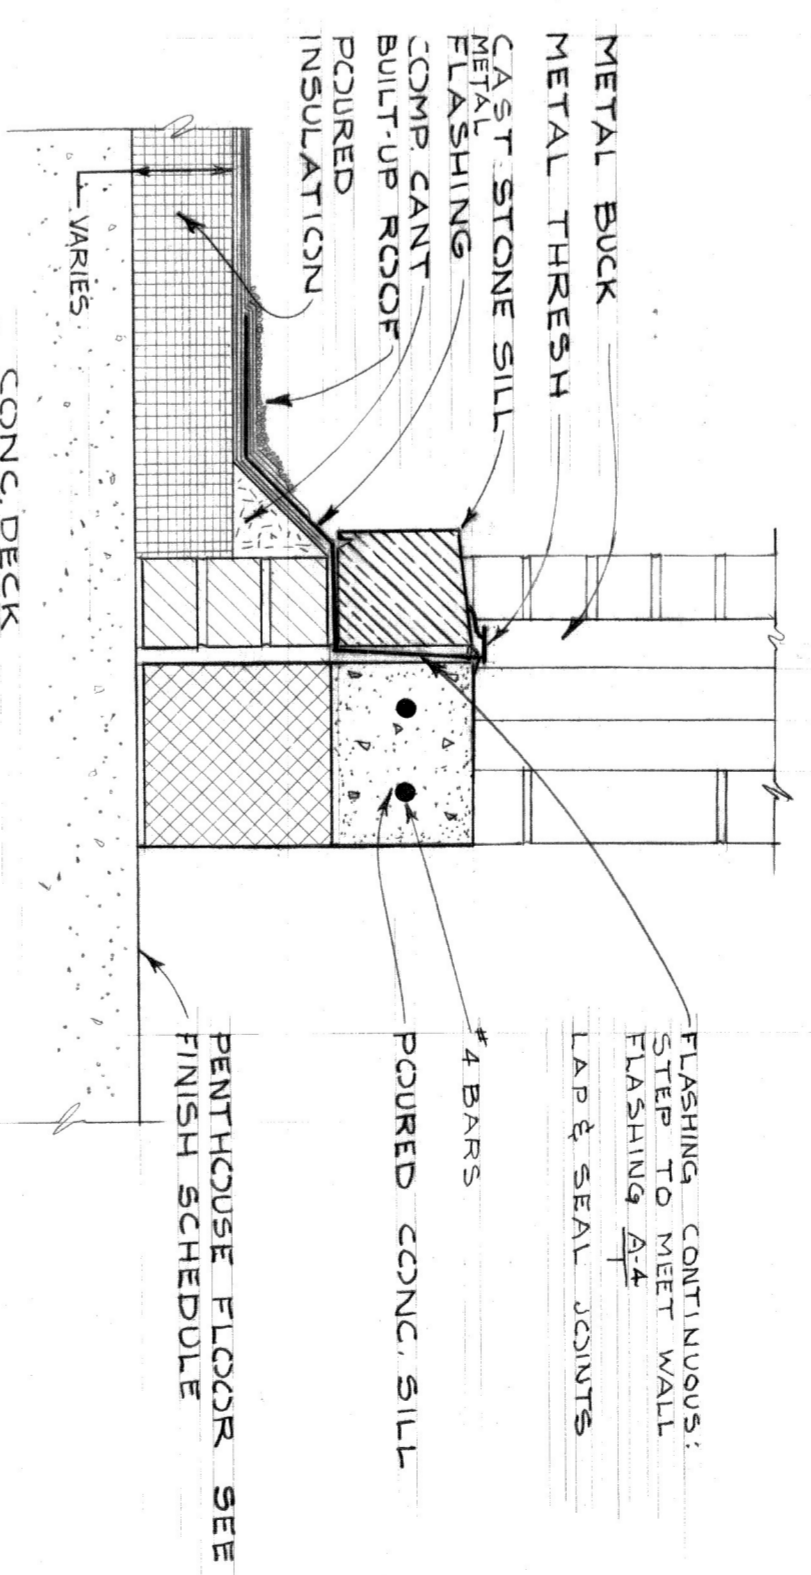 METAL BUCK
METAL THRESH
CAST STONE SILL
METAL
FLASHING
COMP. CANT
BUILT-UP ROOF
POURED
INSULATION
VARIES
CONC. DECK
FLASHING CONTINUOUS:
STEP TO MEET WALL
FLASHING A-4
LAP & SEAL JOINTS
#4 BARS
POURED CONC. SILL
PENTHOUSE FLOOR SEE
FINISH SCHEDULE